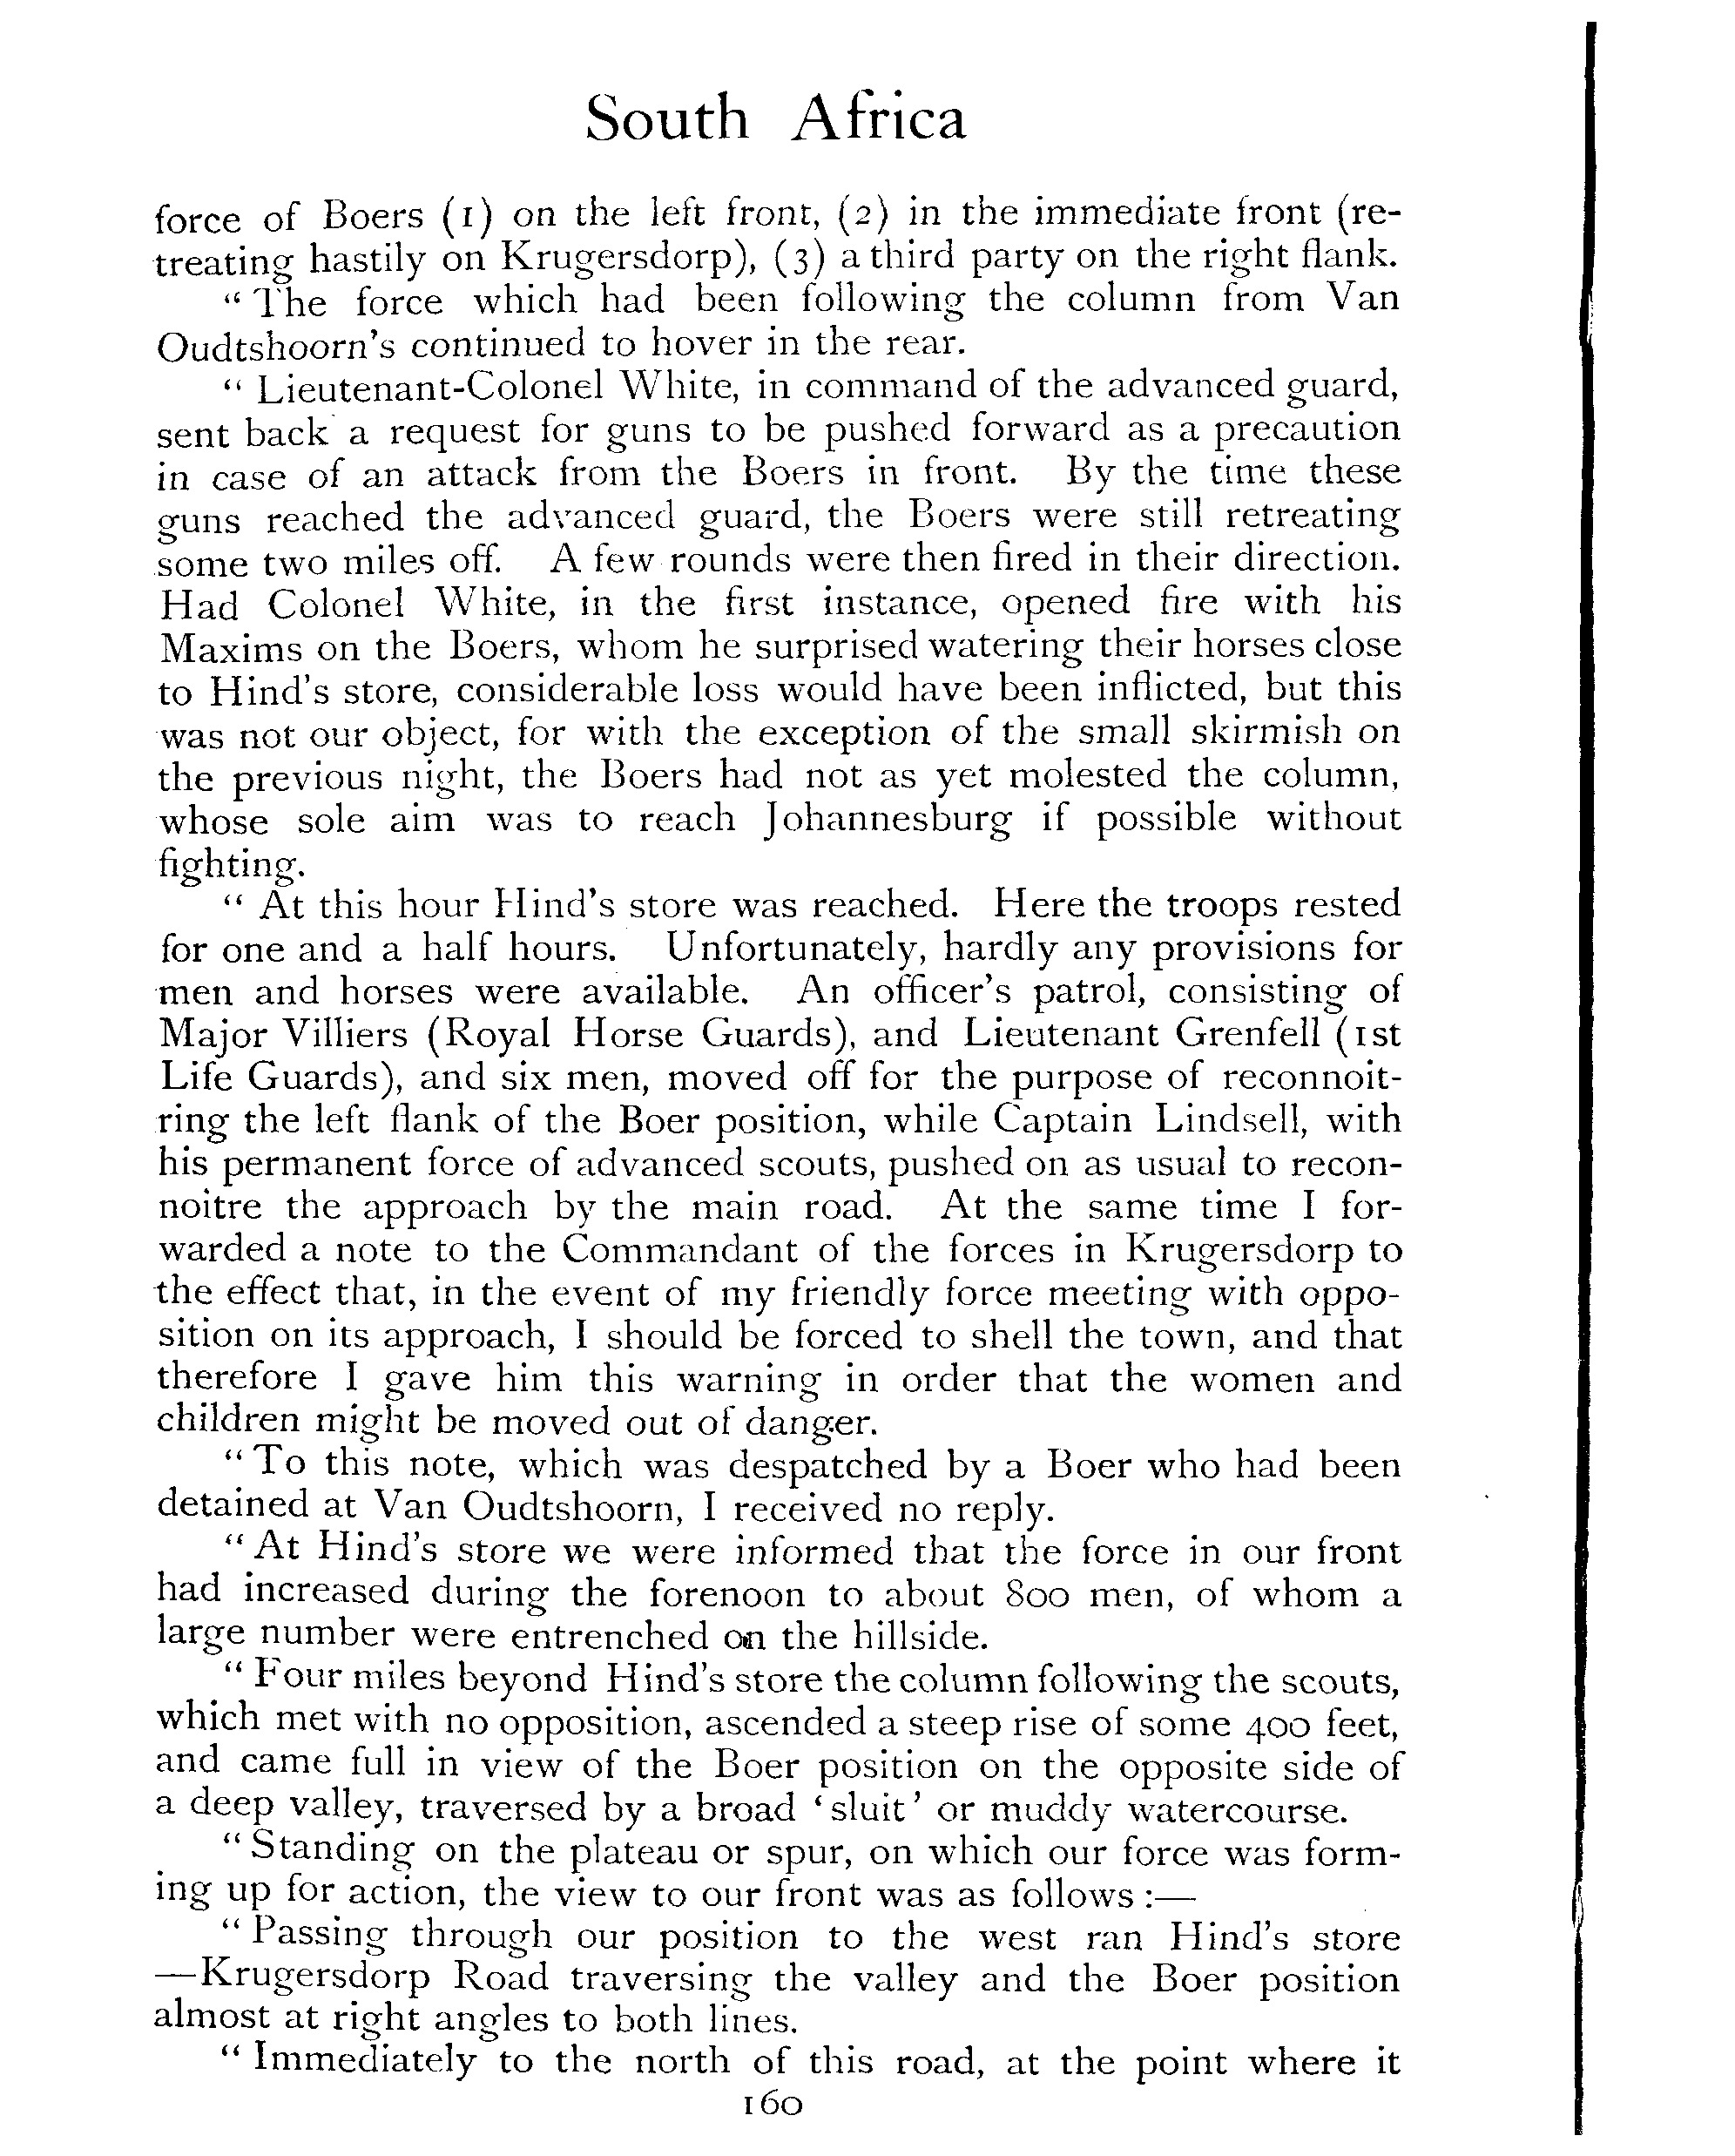 South Africa
force of Boers (1) on the left front, (2) in the immediate front (re-
treating hastily on Krugersdorp), (3) a third party on the right flank.
“ The force which had been following the column from Van
Oudtshoorn's continued to hover in the rear.
“ Lieutenant-Colonel White, in command of the advanced guard,
sent back a request for guns to be pushed forward as a precaution
in case of an attack from the Boers in front. By the time these
guns reached the advanced guard, the Boers were still retreating
some two miles off. A few rounds were then fired in their direction.
Had Colonel White, in the first instance, opened fire with his
Maxims on the Boers, whom he surprised watering their horses close
to Hind's store, considerable loss would have been inflicted, but this
was not our object, for with the exception of the small skirmish on
the previous night, the Boers had not as yet molested the column,
whose sole aim was to reach Johannesburg if possible without
fighting.
“ At this hour Hind's store was reached. Here the troops rested
for one and a half hours. Unfortunately, hardly any provisions for
men and horses were available. An officer's patrol, consisting of
Major Villiers (Royal Horse Guards), and Lieutenant Grenfell (1st
Life Guards), and six men, moved off for the purpose of reconnoit-
ring the left flank of the Boer position, while Captain Lindsell, with
his permanent force of advanced scouts, pushed on as usual to recon-
noitre the approach by the main road. At the same time I for-
warded a note to the Commandant of the forces in Krugersdorp to
the effect that, in the event of my friendly force meeting with oppo-
sition on its approach, I should be forced to shell the town, and that
therefore I gave him this warning in order that the women and
children might be moved out of danger.
“ To this note, which was despatched by a Boer who had been
detained at Van Oudtshoorn, I received no reply.
“ At Hind's store we were informed that the force in our front
had increased during the forenoon to about 800 men, of whom a
large number were entrenched on the hillside.
“ Four miles beyond Hind's store the column following the scouts,
which met with no opposition, ascended a steep rise of some 400 feet,
and came full in view of the Boer position on the opposite side of
a deep valley, traversed by a broad ‘sluit’ or muddy watercourse.
“ Standing on the plateau or spur, on which our force was form-
ing up for action, the view to our front was as follows :—
“ Passing through our position to the west ran Hind's store
—Krugersdorp Road traversing the valley and the Boer position
almost at right angles to both lines.
“ Immediately to the north of this road, at the point where it
160